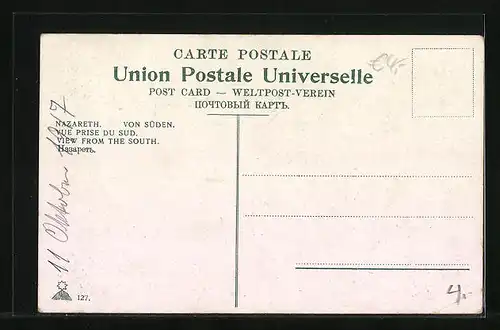 CARTE POSTALE
Union Postale Universelle
POST CARD — WELTPOST-VEREIN
ПОЧТОВЫЙ КАРТЪ.
NAZARETH. VON SÜDEN.
VUE PRISE DU SUD.
VIEW FROM THE SOUTH.
Назаретъ.
11 Oktober 1917
127.
€4,-
4,-